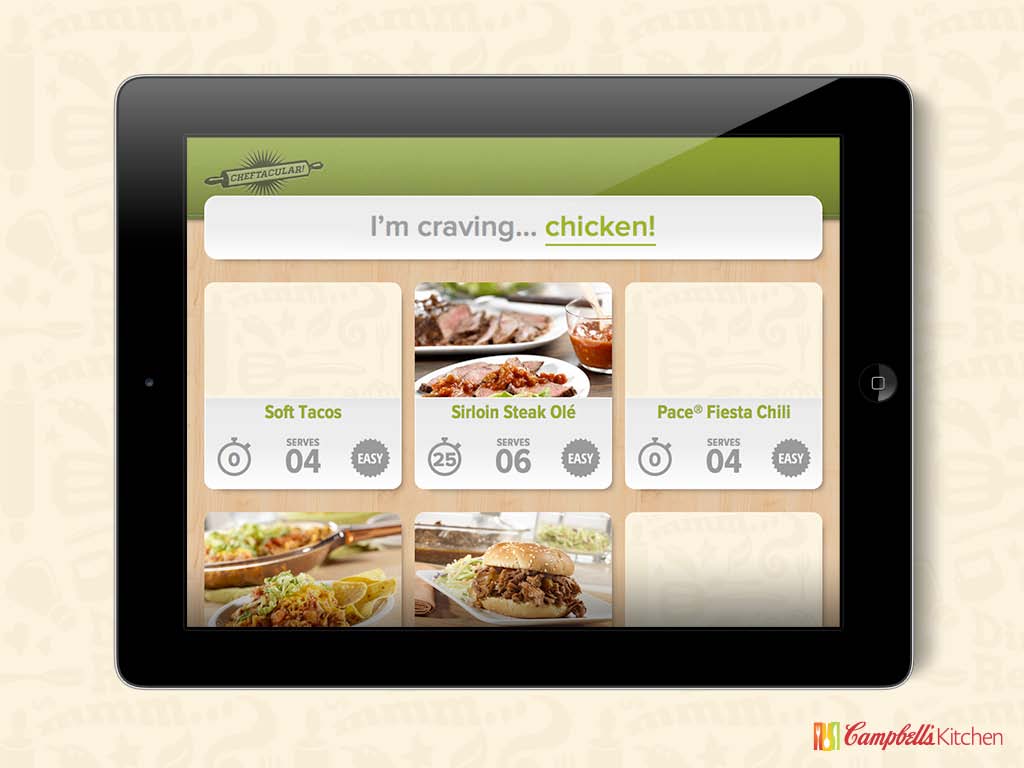 CHEFTACULAR!
I'm craving... chicken!
Soft Tacos
0
SERVES
04
EASY
Sirloin Steak Olé
25
SERVES
06
EASY
Pace® Fiesta Chili
0
SERVES
04
EASY
Campbell's Kitchen